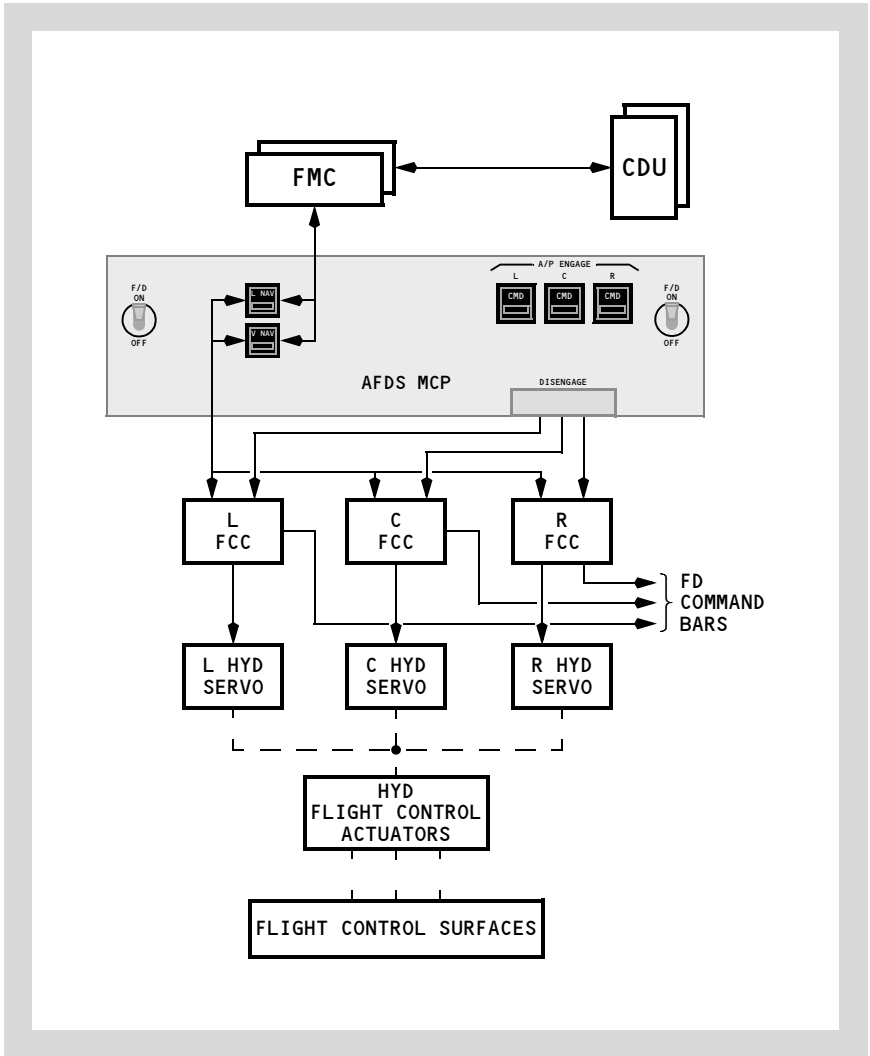 FMC
CDU
A/P ENGAGE
L C R
F/D
ON
OFF
L NAV
V NAV
CMD CMD CMD
F/D
ON
OFF
AFDS MCP
DISENGAGE
L
FCC
C
FCC
R
FCC
FD
COMMAND
BARS
L HYD
SERVO
C HYD
SERVO
R HYD
SERVO
HYD
FLIGHT CONTROL
ACTUATORS
FLIGHT CONTROL SURFACES